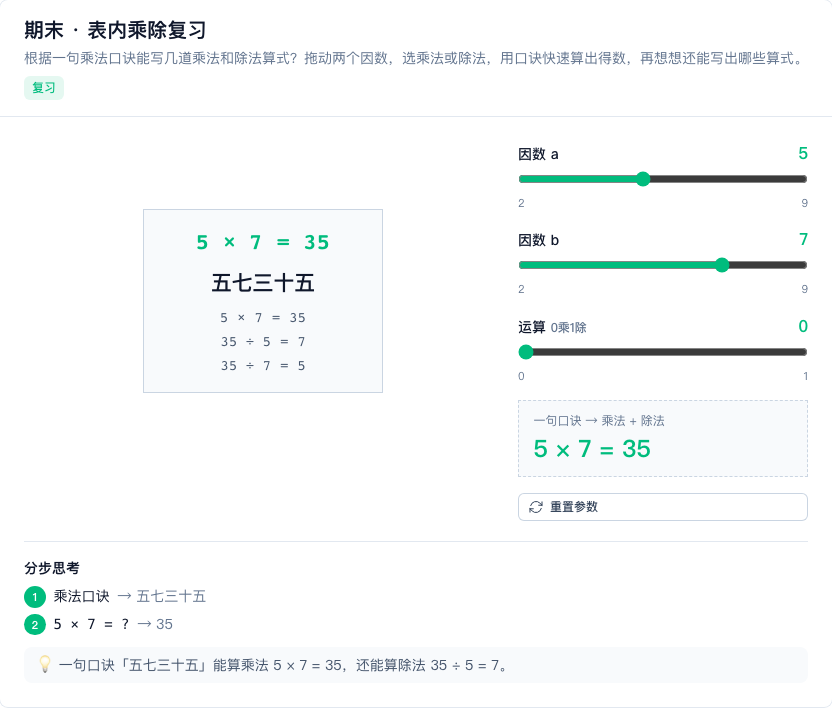 期末 · 表内乘除复习
根据一句乘法口诀能写几道乘法和除法算式？拖动两个因数，选乘法或除法，用口诀快速算出得数，再想想还能写出哪些算式。
复习
5 × 7 = 35
五七三十五
5 × 7 = 35
35 ÷ 5 = 7
35 ÷ 7 = 5
因数 a 5
2 9
因数 b 7
2 9
运算 0乘1除 0
0 1
一句口诀 → 乘法 + 除法
5 × 7 = 35
重置参数
分步思考
1 乘法口诀 → 五七三十五
2 5 × 7 = ? → 35
一句口诀「五七三十五」能算乘法 5 × 7 = 35，还能算除法 35 ÷ 5 = 7。